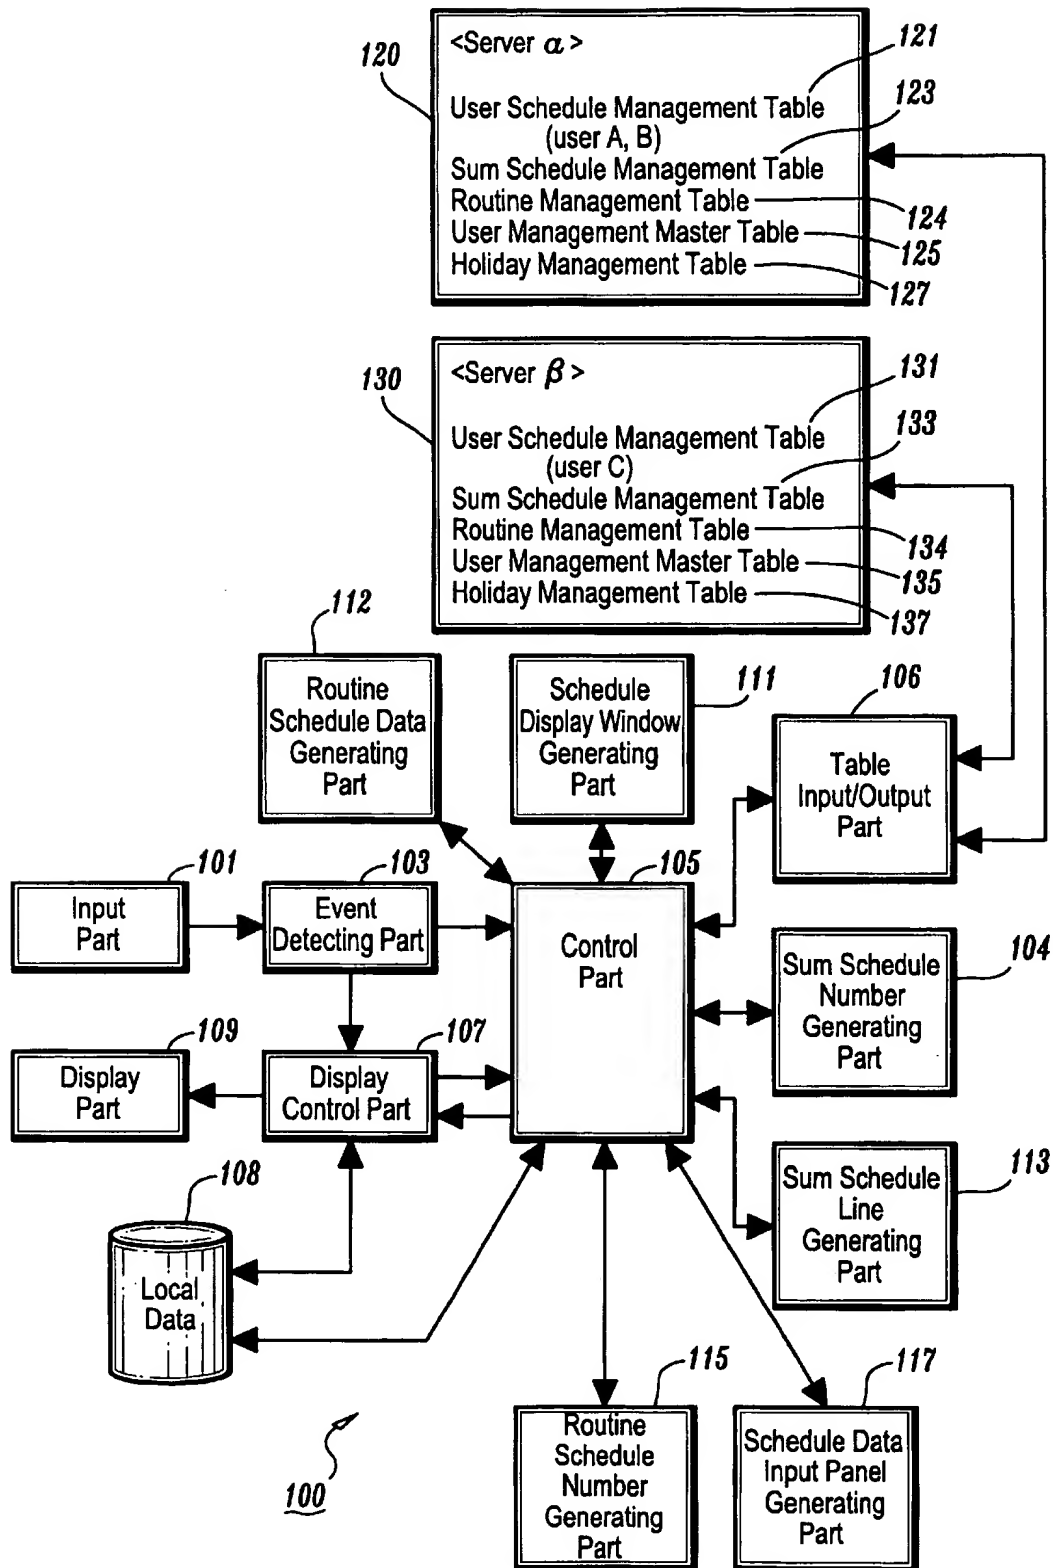 <Server α>
121
120
User Schedule Management Table
(user A, B)
123
Sum Schedule Management Table
Routine Management Table
124
User Management Master Table
125
Holiday Management Table
127
<Server β>
131
130
User Schedule Management Table
(user C)
133
Sum Schedule Management Table
Routine Management Table
134
User Management Master Table
135
Holiday Management Table
137
112
Routine
Schedule Data
Generating
Part
111
Schedule
Display Window
Generating
Part
106
Table
Input/Output
Part
101
Input
Part
103
Event
Detecting Part
105
Control
Part
104
Sum Schedule
Number
Generating
Part
109
Display
Part
107
Display
Control Part
113
Sum Schedule
Line
Generating
Part
108
Local
Data
115
Routine
Schedule
Number
Generating
Part
117
Schedule Data
Input Panel
Generating
Part
100